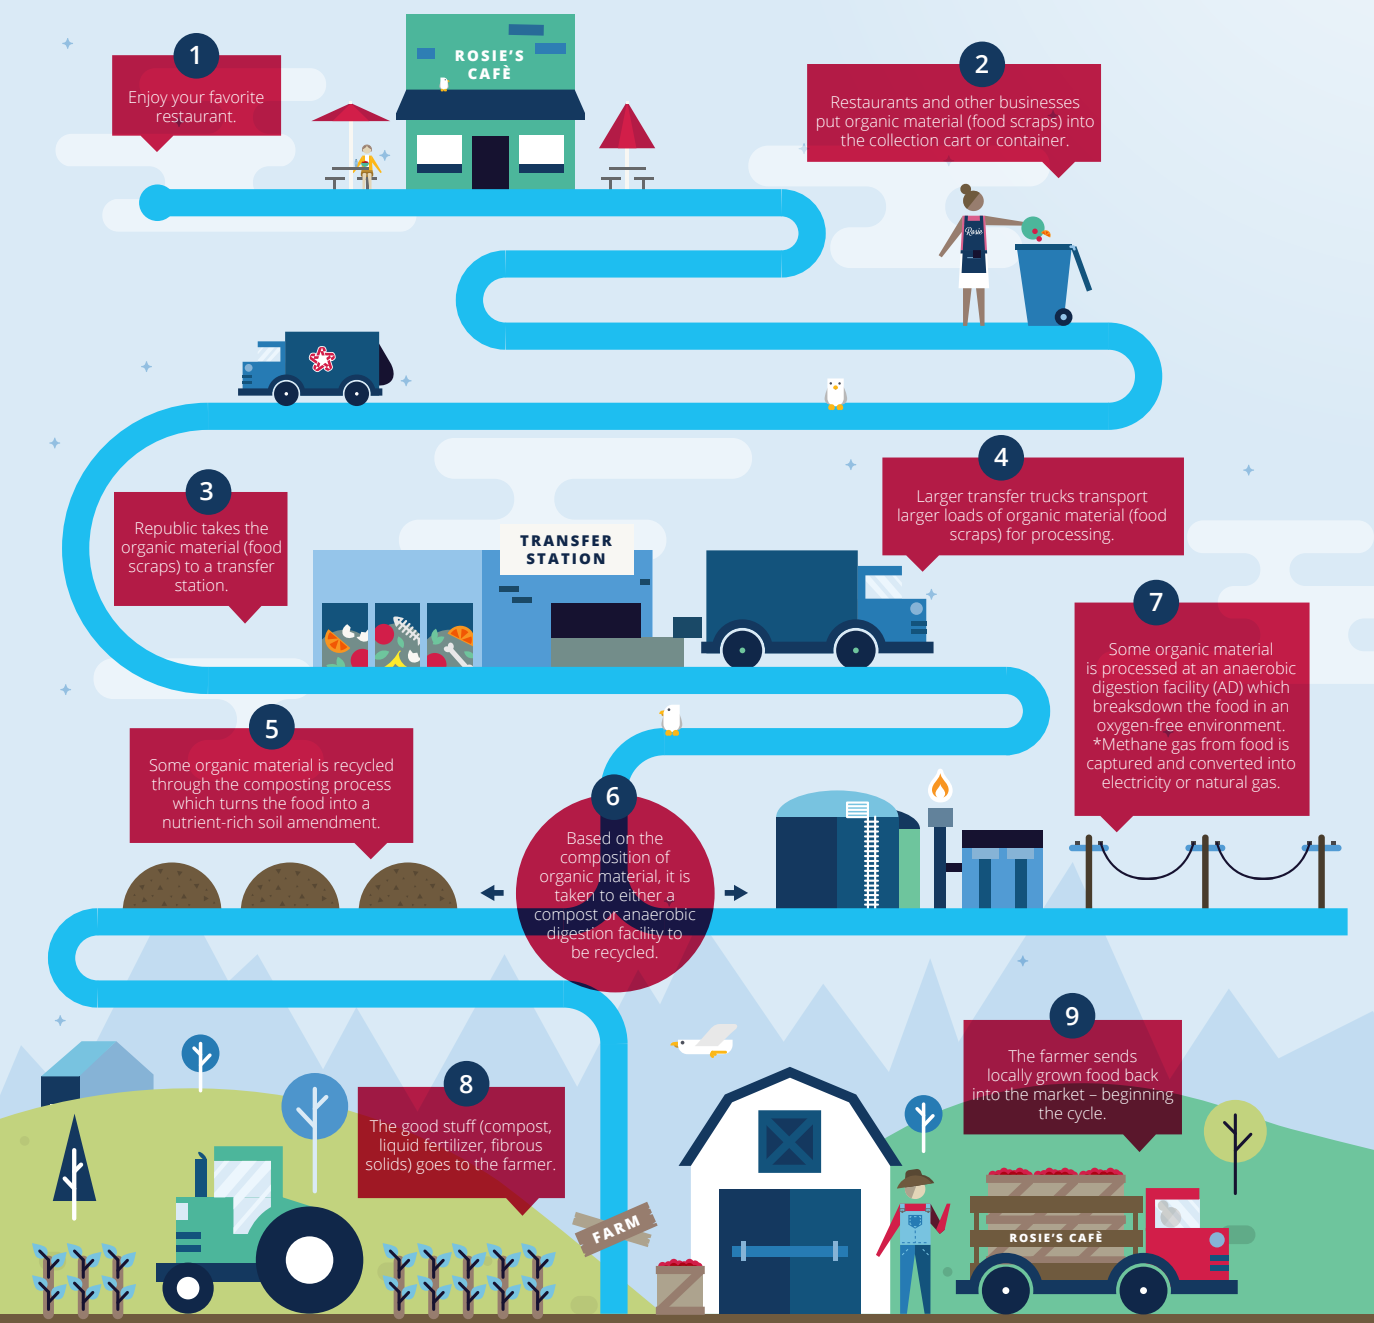 1
Enjoy your favorite
restaurant.
ROSIE'S
CAFÈ
2
Restaurants and other businesses
put organic material (food scraps) into
the collection cart or container.
Rosie
3
Republic takes the
organic material (food
scraps) to a transfer
station.
TRANSFER
STATION
4
Larger transfer trucks transport
larger loads of organic material (food
scraps) for processing.
5
Some organic material is recycled
through the composting process
which turns the food into a
nutrient-rich soil amendment.
6
Based on the
composition of
organic material, it is
taken to either a
compost or anaerobic
digestion facility to
be recycled.
7
Some organic material
is processed at an anaerobic
digestion facility (AD) which
breaksdown the food in an
oxygen-free environment.
*Methane gas from food is
captured and converted into
electricity or natural gas.
8
The good stuff (compost,
liquid fertilizer, fibrous
solids) goes to the farmer.
FARM
9
The farmer sends
locally grown food back
into the market – beginning
the cycle.
ROSIE'S CAFÈ